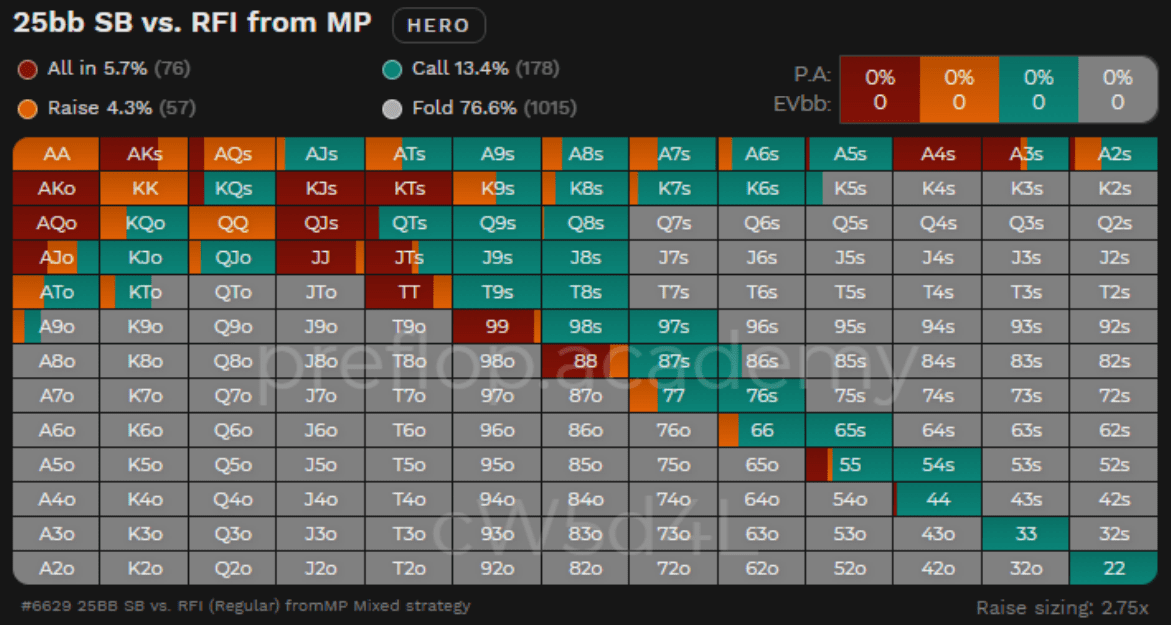 25bb SB vs. RFI from MP HERO
All in 5.7% (76) Call 13.4% (178)
Raise 4.3% (57) Fold 76.6% (1015)
P.A: 0% 0% 0% 0%
EVbb: 0 0 0 0
AA AKs AQs AJs ATs A9s A8s A7s A6s A5s A4s A3s A2s
AKo KK KQs KJs KTs K9s K8s K7s K6s K5s K4s K3s K2s
AQo KQo QQ QJs QTs Q9s Q8s Q7s Q6s Q5s Q4s Q3s Q2s
AJo KJo QJo JJ JTs J9s J8s J7s J6s J5s J4s J3s J2s
ATo KTo QTo JTo TT T9s T8s T7s T6s T5s T4s T3s T2s
A9o K9o Q9o J9o T9o 99 98s 97s 96s 95s 94s 93s 92s
A8o K8o Q8o J8o T8o 98o 88 87s 86s 85s 84s 83s 82s
preflop.academy
A7o K7o Q7o J7o T7o 97o 87o 77 76s 75s 74s 73s 72s
A6o K6o Q6o J6o T6o 96o 86o 76o 66 65s 64s 63s 62s
A5o K5o Q5o J5o T5o 95o 85o 75o 65o 55 54s 53s 52s
A4o K4o Q4o J4o T4o 94o 84o 74o 64o 54o 44 43s 42s
cW5d4L
A3o K3o Q3o J3o T3o 93o 83o 73o 63o 53o 43o 33 32s
A2o K2o Q2o J2o T2o 92o 82o 72o 62o 52o 42o 32o 22
#6629 25BB SB vs. RFI (Regular) fromMP Mixed strategy Raise sizing: 2.75x